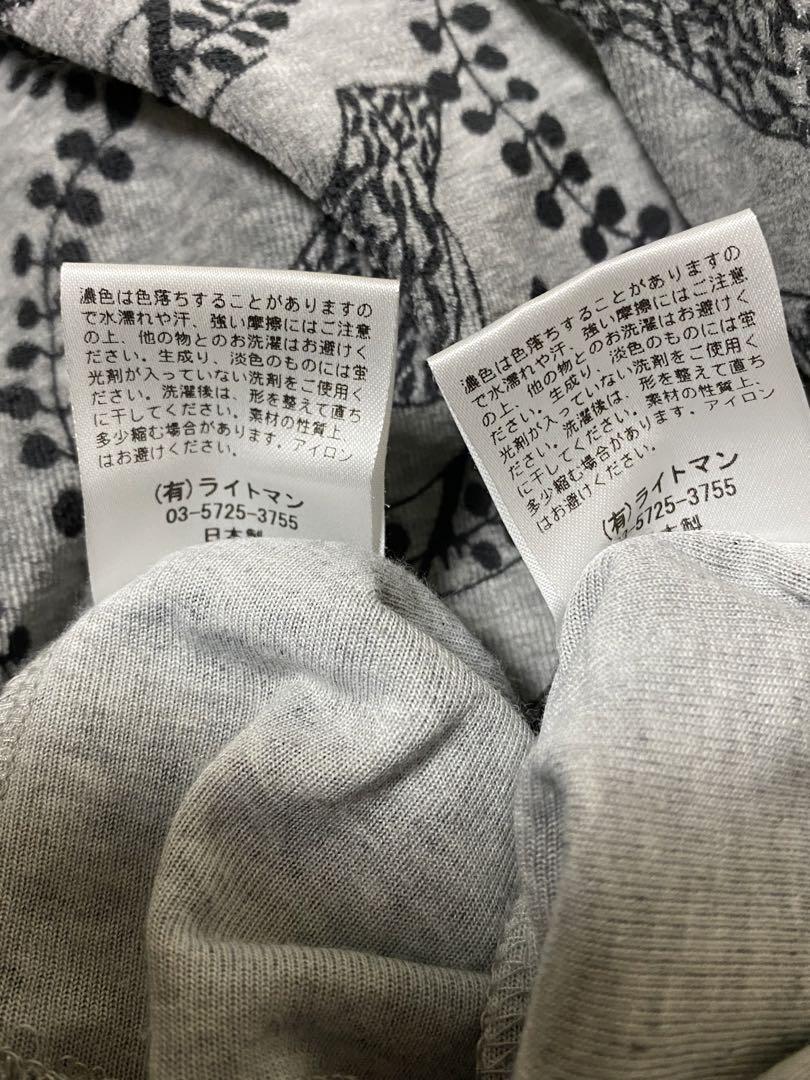 濃色は色落ちすることがありますの
で水濡れや汗、強い摩擦にはご注意
の上、他の物とのお洗濯はお避けく
ださい。生成り、淡色のものには蛍
光剤が入っていない洗剤をご使用く
ださい。洗濯後は、形を整えて直ち
に干してください。素材の性質上、
多少縮む場合があります。アイロン
はお避けください。
(有)ライトマン
03-5725-3755
日本製
濃色は色落ちすることがありますの
で水濡れや汗、強い摩擦にはご注意
の上、他の物とのお洗濯はお避けく
ださい。生成り、淡色のものには蛍
光剤が入っていない洗剤をご使用く
ださい。洗濯後は、形を整えて直ち
に干してください。素材の性質上、
多少縮む場合があります。アイロン
はお避けください。
(有)ライトマン
03-5725-3755
日本製